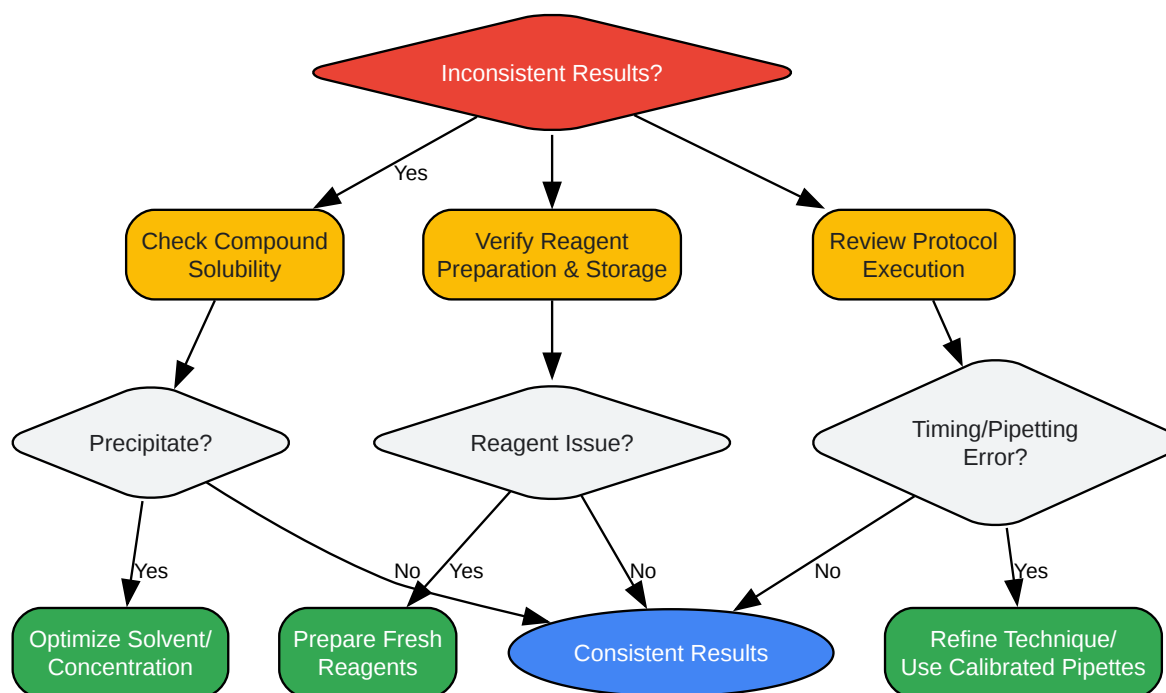 Inconsistent Results?
Yes
Check Compound
Solubility
Verify Reagent
Preparation & Storage
Review Protocol
Execution
Precipitate?
Reagent Issue?
Timing/Pipetting
Error?
Yes
No
Yes
No
No
Yes
Optimize Solvent/
Concentration
Prepare Fresh
Reagents
Consistent Results
Refine Technique/
Use Calibrated Pipettes